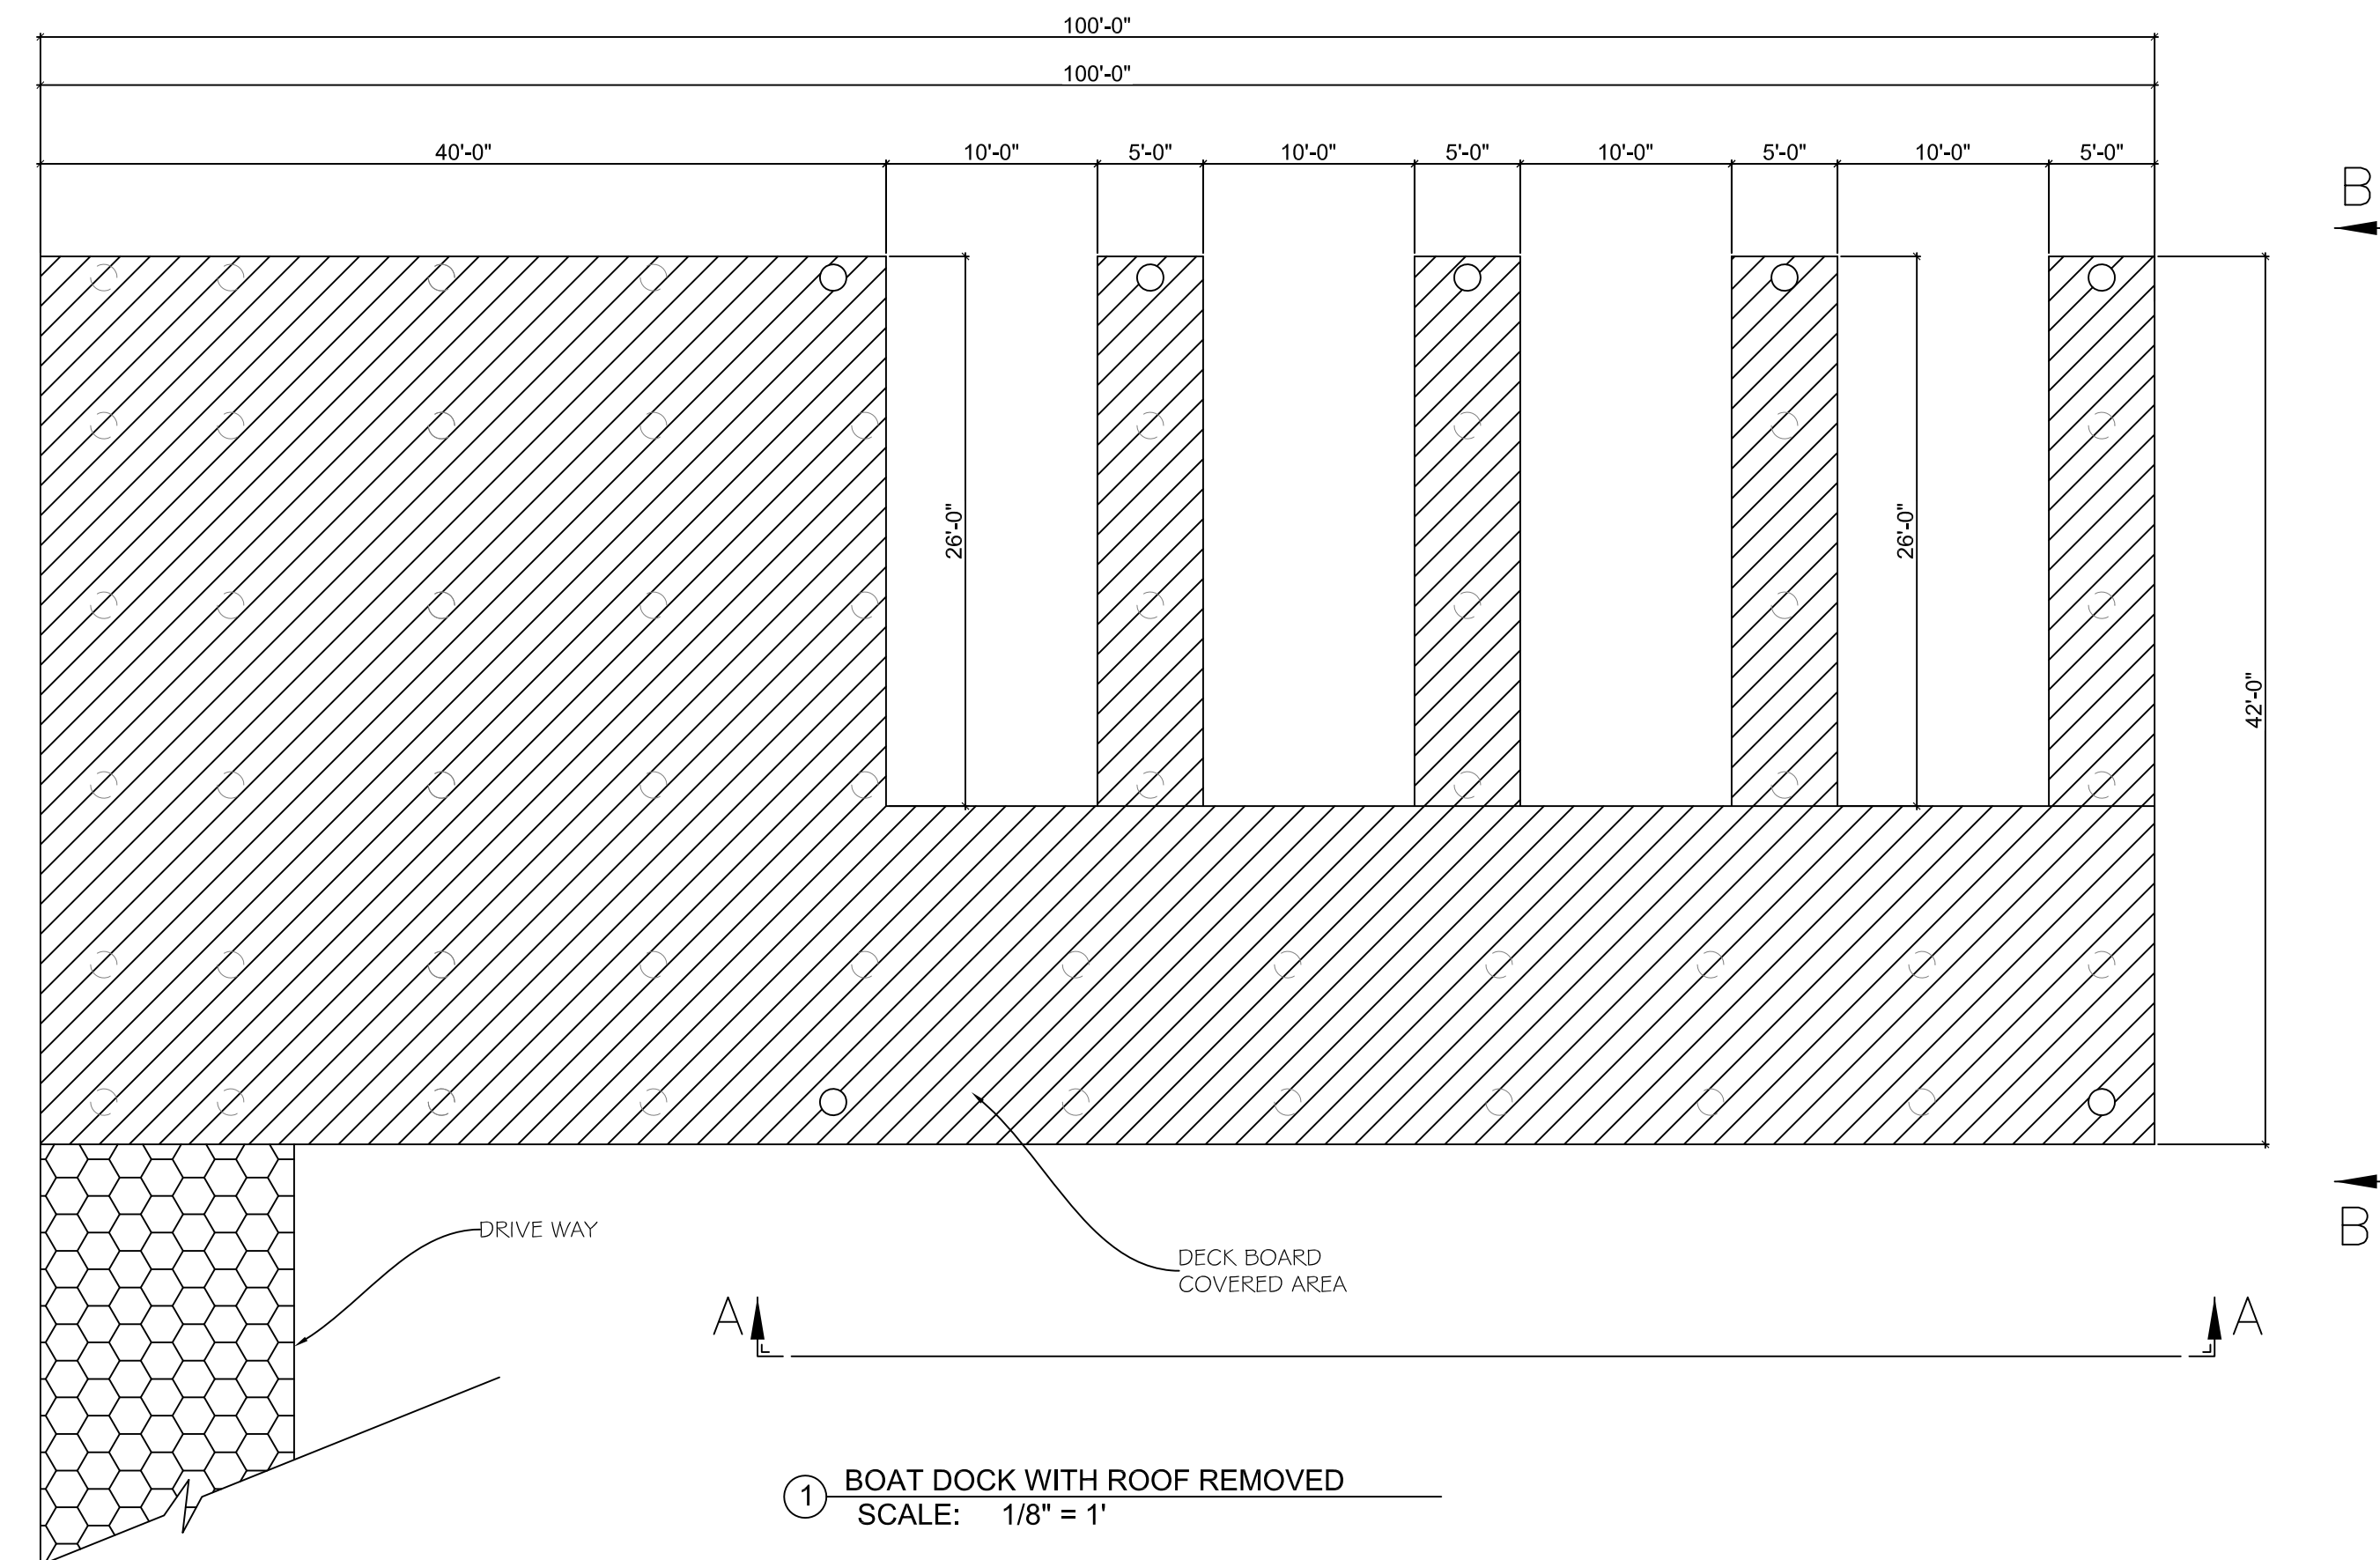 100'-0"
100'-0"
40'-0" 10'-0" 5'-0" 10'-0" 5'-0" 10'-0" 5'-0" 10'-0" 5'-0"
B
26'-0"
26'-0"
42'-0"
B
DRIVE WAY
DECK BOARD
COVERED AREA
A A
1 BOAT DOCK WITH ROOF REMOVED
SCALE: 1/8" = 1'